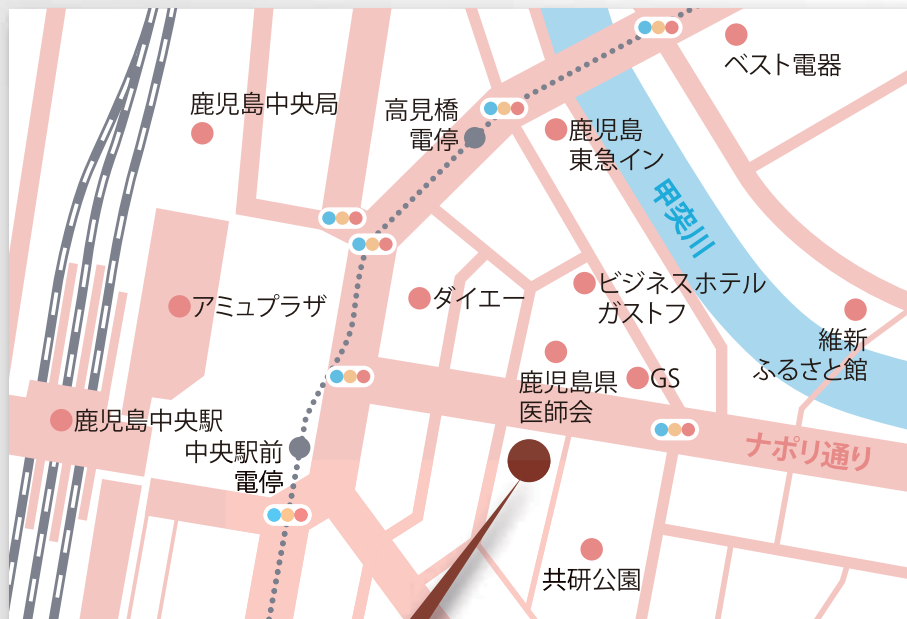 ベスト電器
鹿児島中央局
高見橋
電停
鹿児島
東急イン
甲突川
アミュプラザ
ダイエー
ビジネスホテル
ガストフ
維新
ふるさと館
鹿児島県
医師会
GS
鹿児島中央駅
中央駅前
電停
ナポリ通り
共研公園